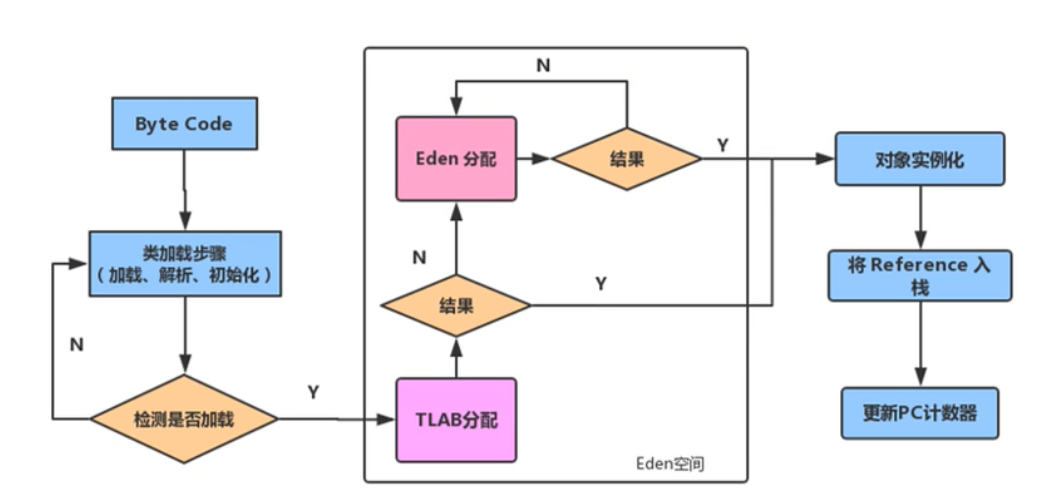 Byte Code
类加载步骤
（加载、解析、初始化）
N
检测是否加载
Y
N
Eden 分配
结果
Y
N
结果
Y
TLAB分配
Eden空间
对象实例化
将 Reference 入
栈
更新PC计数器